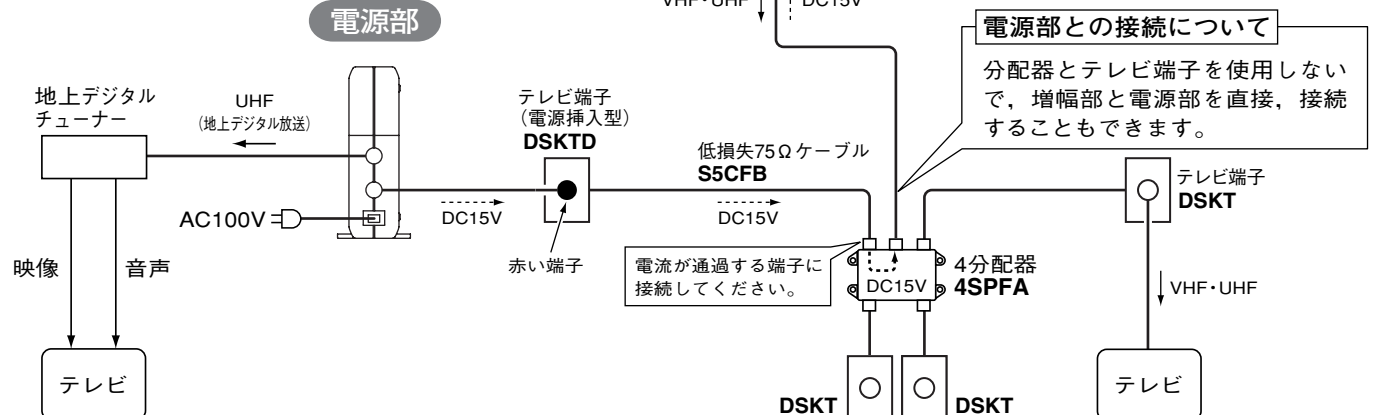 電源部
VHF・UHF
DC15V
電源部との接続について
分配器とテレビ端子を使用しない
で，増幅部と電源部を直接，接続
することもできます。
地上デジタル
チューナー
UHF
（地上デジタル放送）
テレビ端子
（電源挿入型）
DSKTD
低損失75Ωケーブル
S5CFB
テレビ端子
DSKT
AC100V
DC15V
DC15V
赤い端子
電流が通過する端子に
接続してください。
DC15V
4分配器
4SPFA
映像
音声
VHF・UHF
テレビ
DSKT
DSKT
テレビ